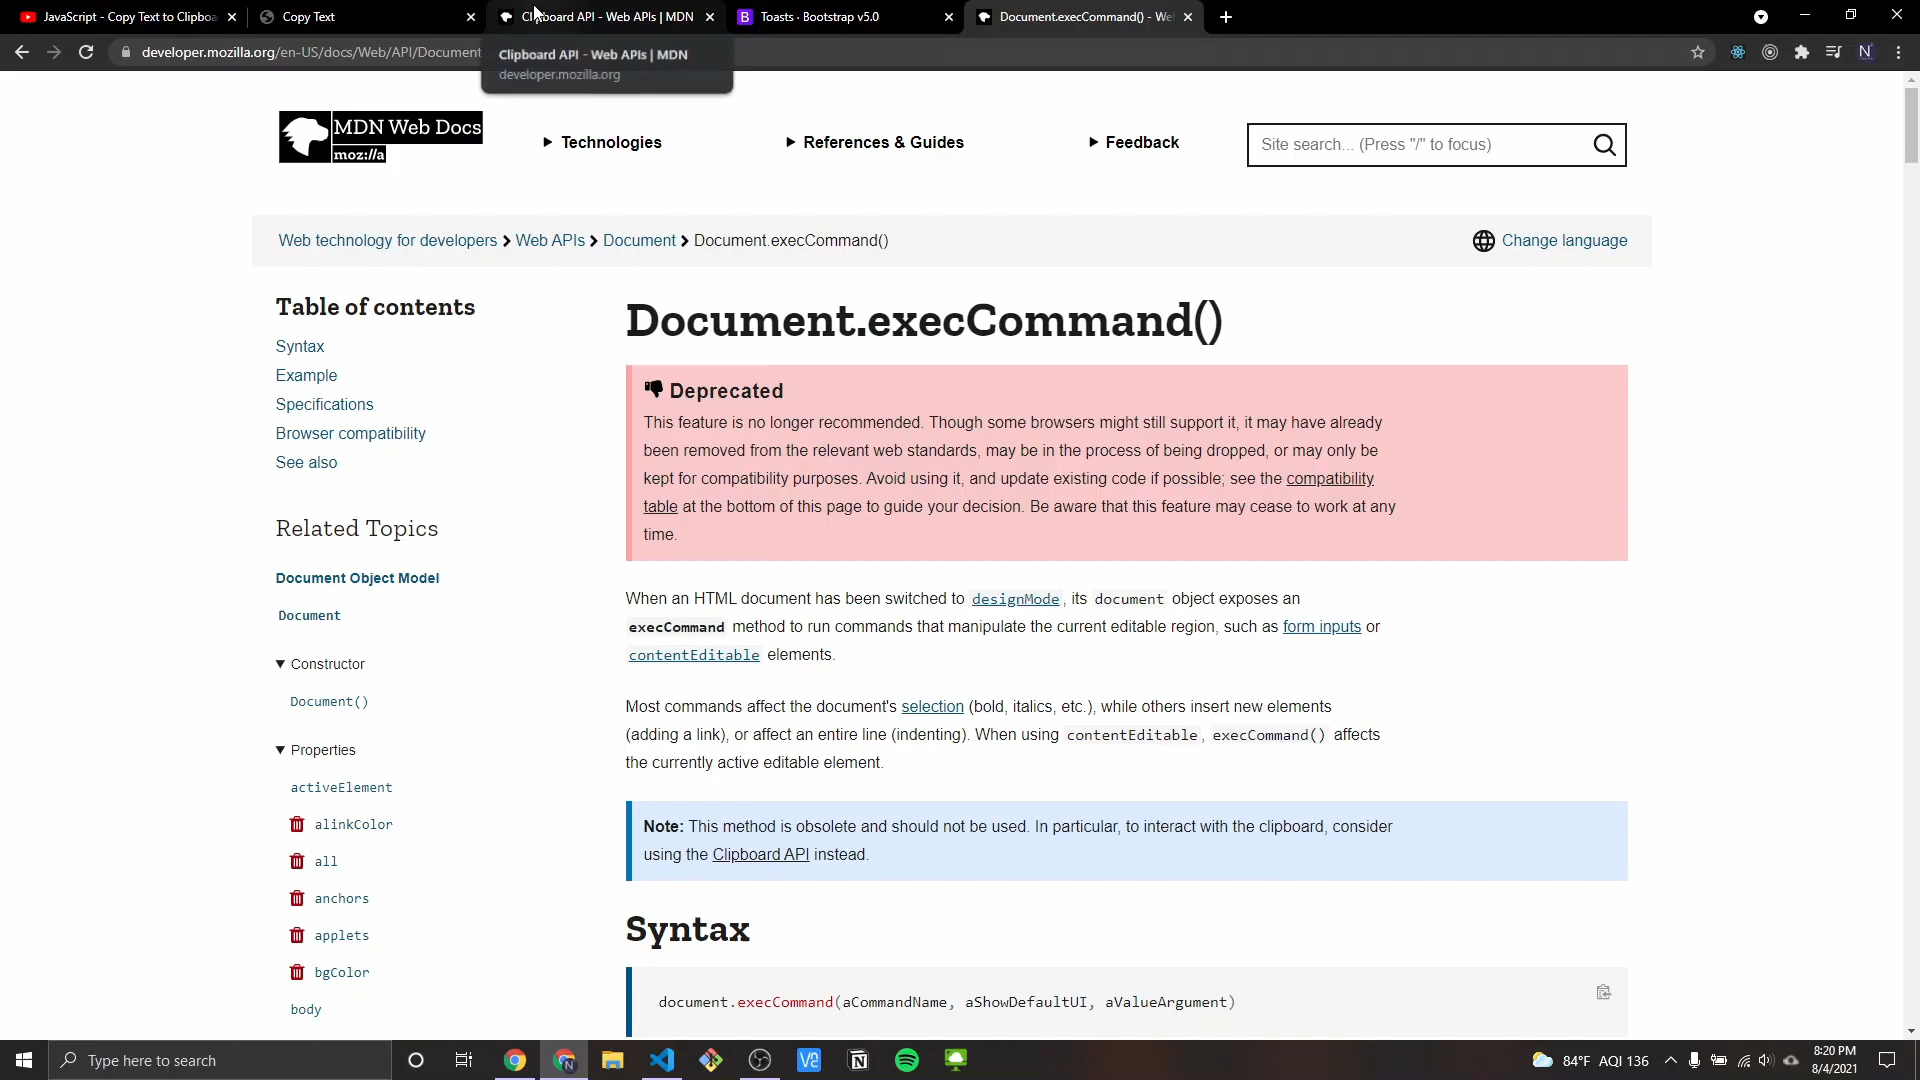 JavaScript - Copy Text to Clipboa
Copy Text
Clipboard API - Web APIs | MDN
Toasts · Bootstrap v5.0
Document.execCommand() - We
developer.mozilla.org/en-US/docs/Web/API/Document
N
Clipboard API - Web APIs | MDN
developer.mozilla.org
MDN Web Docs
moz://a
Technologies
References & Guides
Feedback
Site search... (Press "/" to focus)
Web technology for developers
Web APIs
Document
Document.execCommand()
Change language
Table of contents
Syntax
Example
Specifications
Browser compatibility
See also
Related Topics
Document Object Model
Document
Constructor
Document()
Properties
activeElement
alinkColor
all
anchors
applets
bgColor
body
Document.execCommand()
Deprecated
This feature is no longer recommended. Though some browsers might still support it, it may have already
been removed from the relevant web standards, may be in the process of being dropped, or may only be
kept for compatibility purposes. Avoid using it, and update existing code if possible; see the compatibility
table at the bottom of this page to guide your decision. Be aware that this feature may cease to work at any
time.
When an HTML document has been switched to designMode, its document object exposes an
execCommand method to run commands that manipulate the current editable region, such as form inputs or
contentEditable elements.
Most commands affect the document's selection (bold, italics, etc.), while others insert new elements
(adding a link), or affect an entire line (indenting). When using contentEditable, execCommand() affects
the currently active editable element.
Note: This method is obsolete and should not be used. In particular, to interact with the clipboard, consider
using the Clipboard API instead.
Syntax
document.execCommand(aCommandName, aShowDefaultUI, aValueArgument)
Type here to search
84°F AQI 136
8:20 PM
8/4/2021